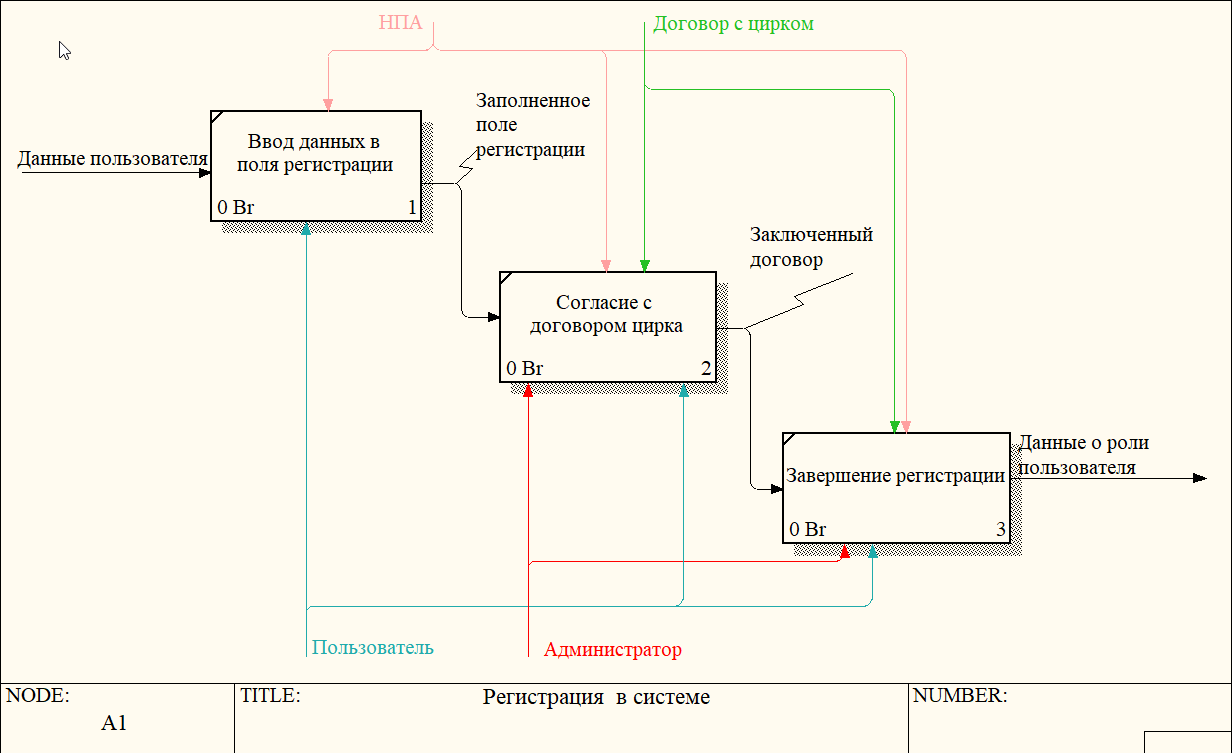 НПА
Договор с цирком
Заполненное
поле
регистрации
Данные пользователя
Ввод данных в
поля регистрации
0 Br
1
Заключенный
договор
Согласие с
договором цирка
0 Br
2
Данные о роли
пользователя
Завершение регистрации
0 Br
3
Пользователь
Администратор
NODE:
A1
TITLE:
Регистрация в системе
NUMBER: